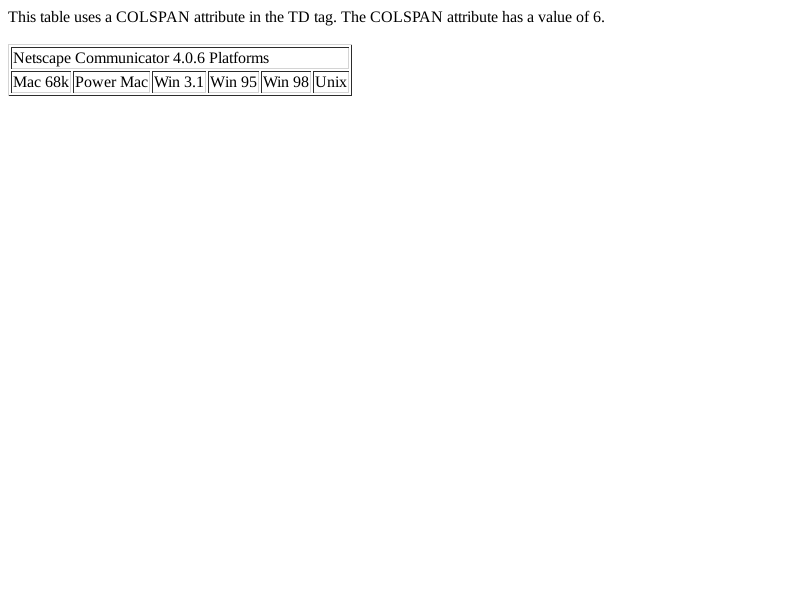 This table uses a COLSPAN attribute in the TD tag. The COLSPAN attribute has a value of 6.
Netscape Communicator 4.0.6 Platforms
Mac 68k Power Mac Win 3.1 Win 95 Win 98 Unix